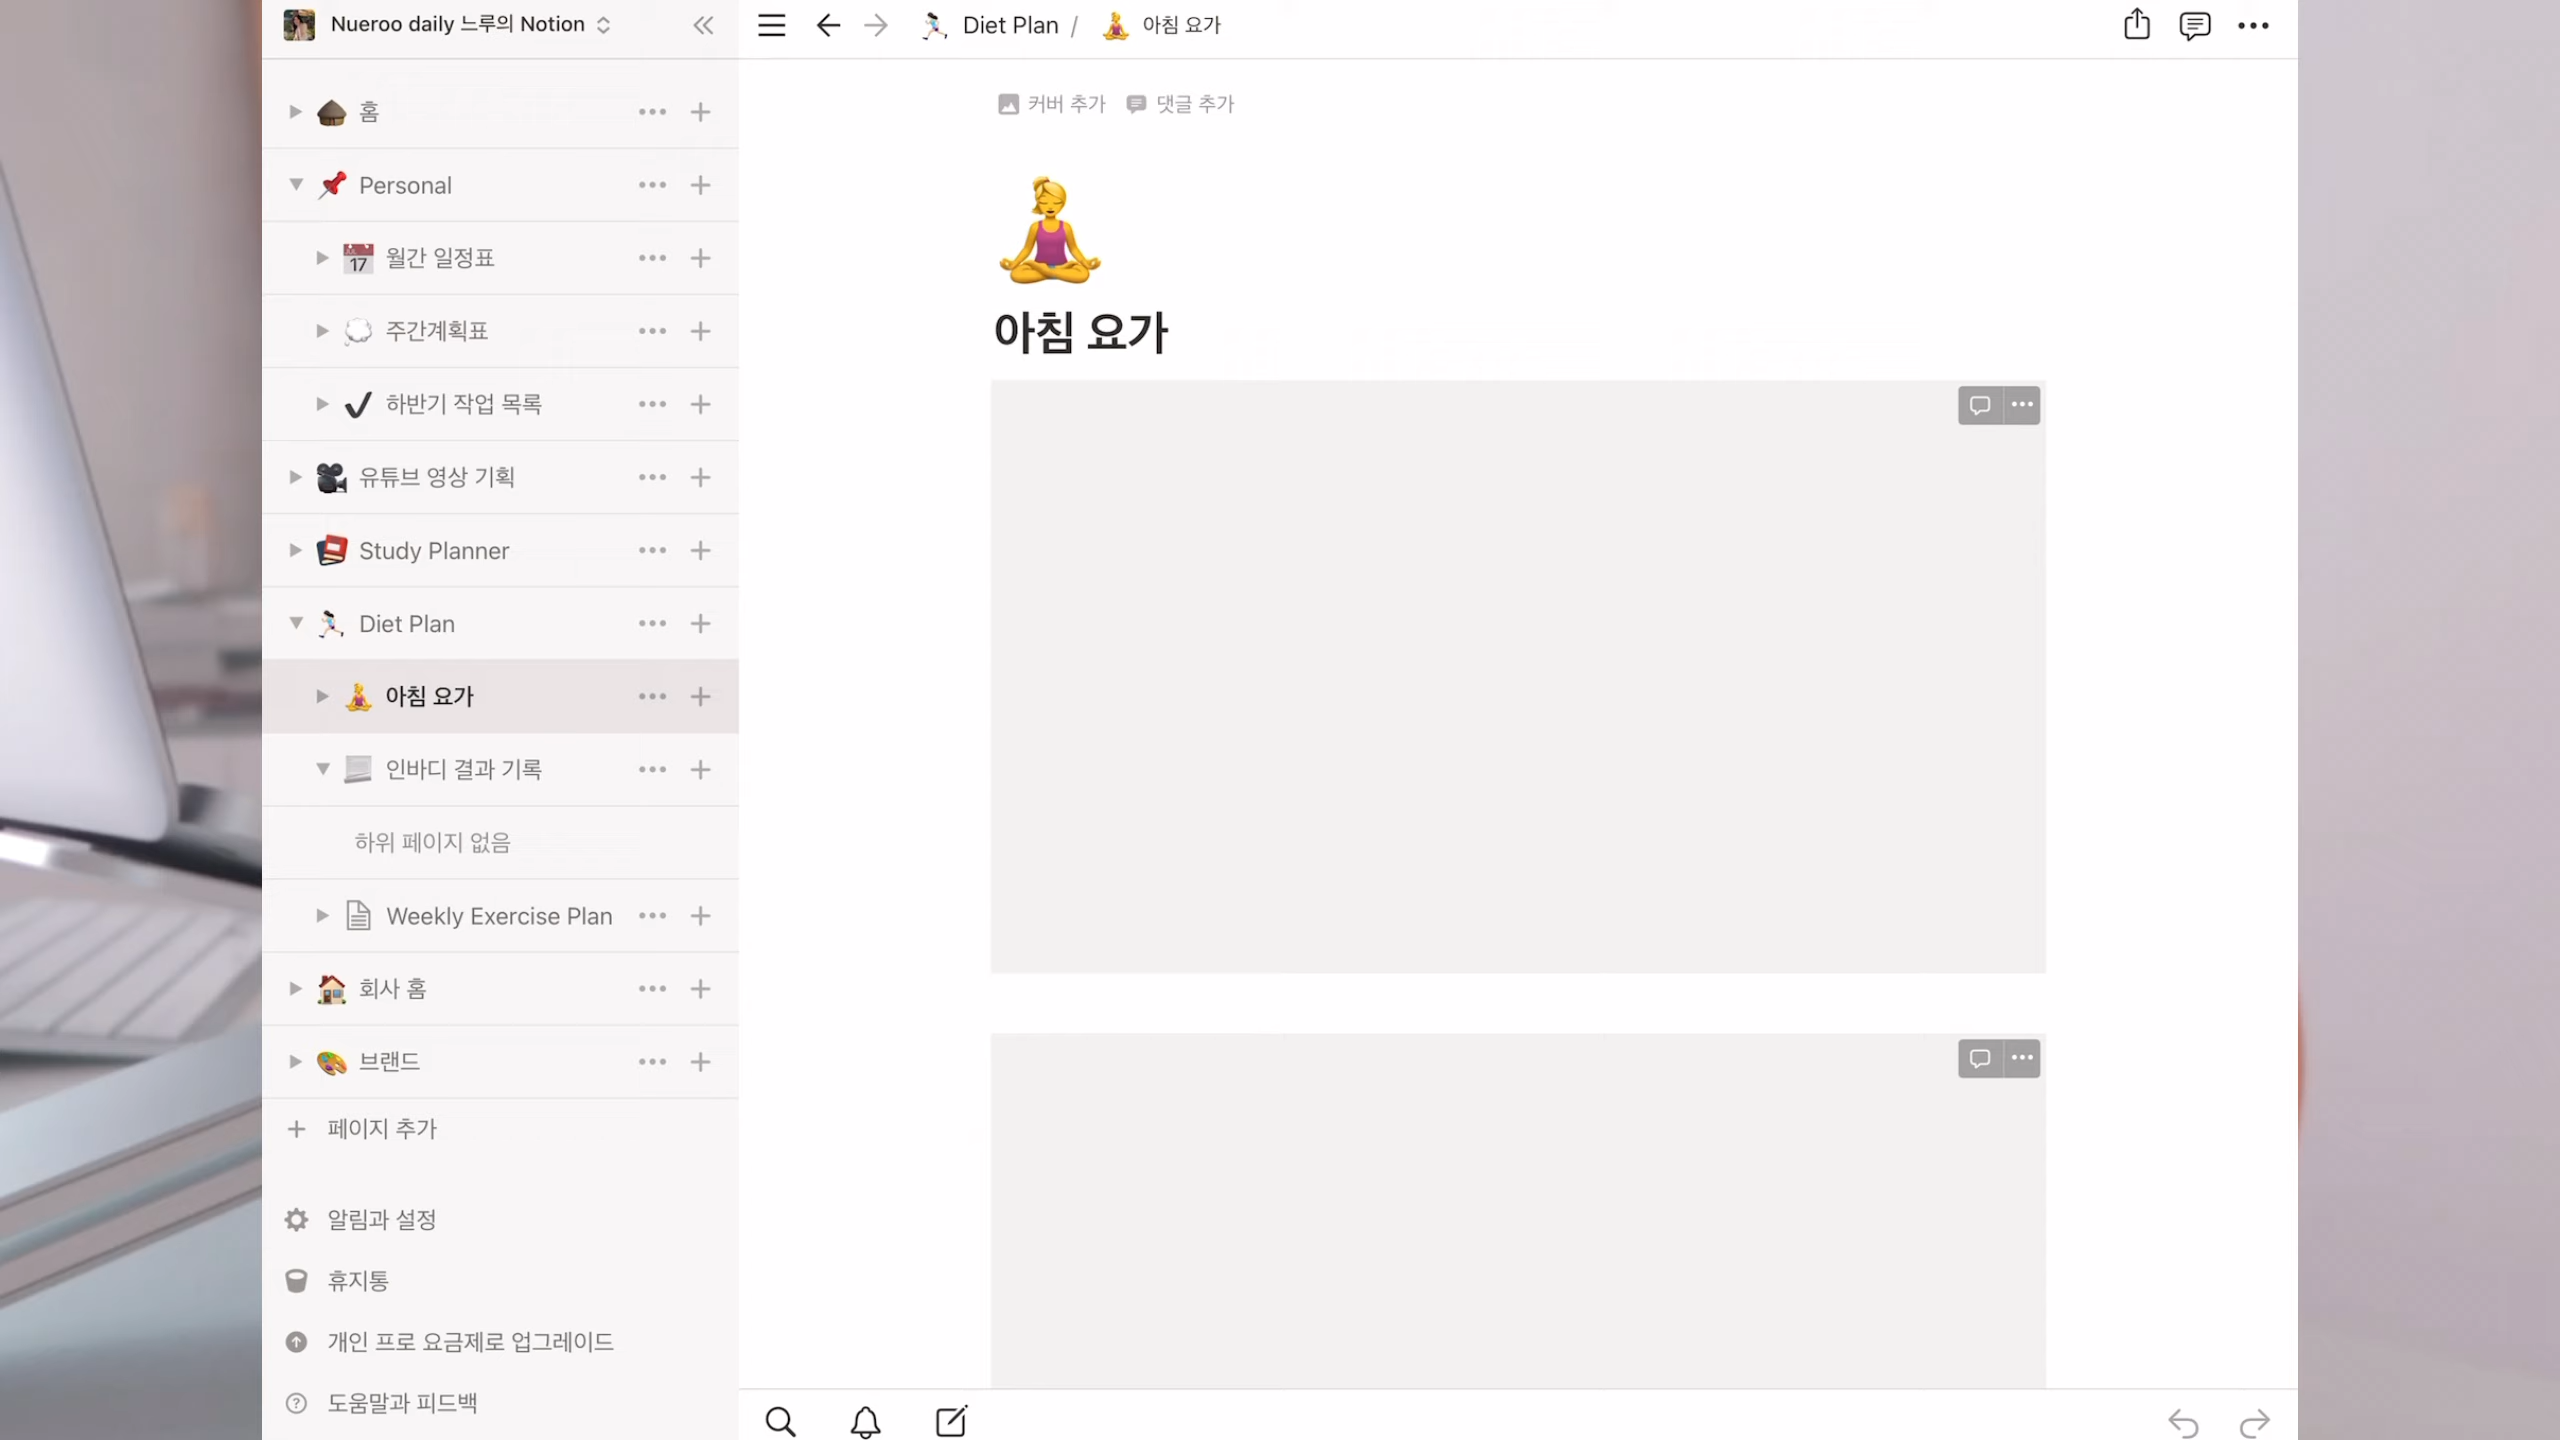 Nueroo daily 느루의 Notion
홈
Personal
17
월간 일정표
주간계획표
하반기 작업 목록
유튜브 영상 기획
Study Planner
Diet Plan
아침 요가
인바디 결과 기록
하위 페이지 없음
Weekly Exercise Plan
회사 홈
브랜드
페이지 추가
알림과 설정
휴지통
개인 프로 요금제로 업그레이드
도움말과 피드백
Diet Plan / 아침 요가
커버 추가 댓글 추가
아침 요가